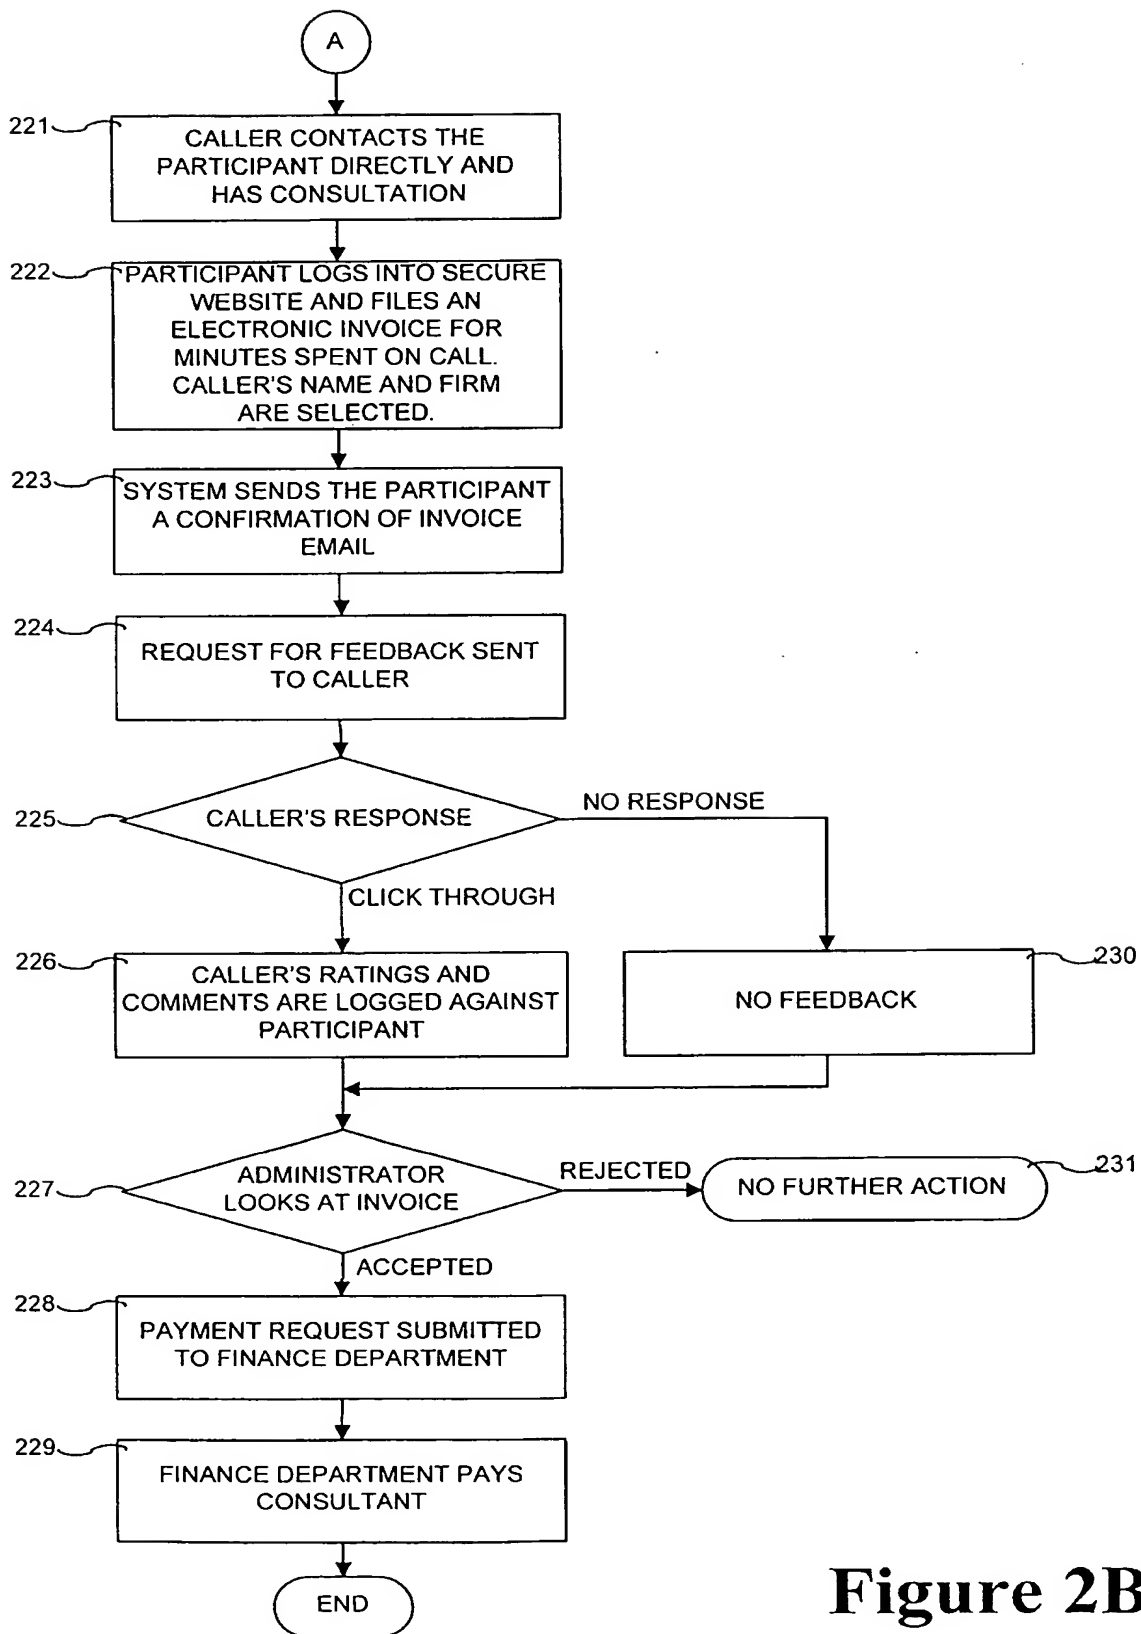 A
221
CALLER CONTACTS THE
PARTICIPANT DIRECTLY AND
HAS CONSULTATION
222
PARTICIPANT LOGS INTO SECURE
WEBSITE AND FILES AN
ELECTRONIC INVOICE FOR
MINUTES SPENT ON CALL.
CALLER'S NAME AND FIRM
ARE SELECTED.
223
SYSTEM SENDS THE PARTICIPANT
A CONFIRMATION OF INVOICE
EMAIL
224
REQUEST FOR FEEDBACK SENT
TO CALLER
225
CALLER'S RESPONSE
NO RESPONSE
CLICK THROUGH
226
CALLER'S RATINGS AND
COMMENTS ARE LOGGED AGAINST
PARTICIPANT
230
NO FEEDBACK
227
ADMINISTRATOR
LOOKS AT INVOICE
REJECTED
231
NO FURTHER ACTION
ACCEPTED
228
PAYMENT REQUEST SUBMITTED
TO FINANCE DEPARTMENT
229
FINANCE DEPARTMENT PAYS
CONSULTANT
END
Figure 2B